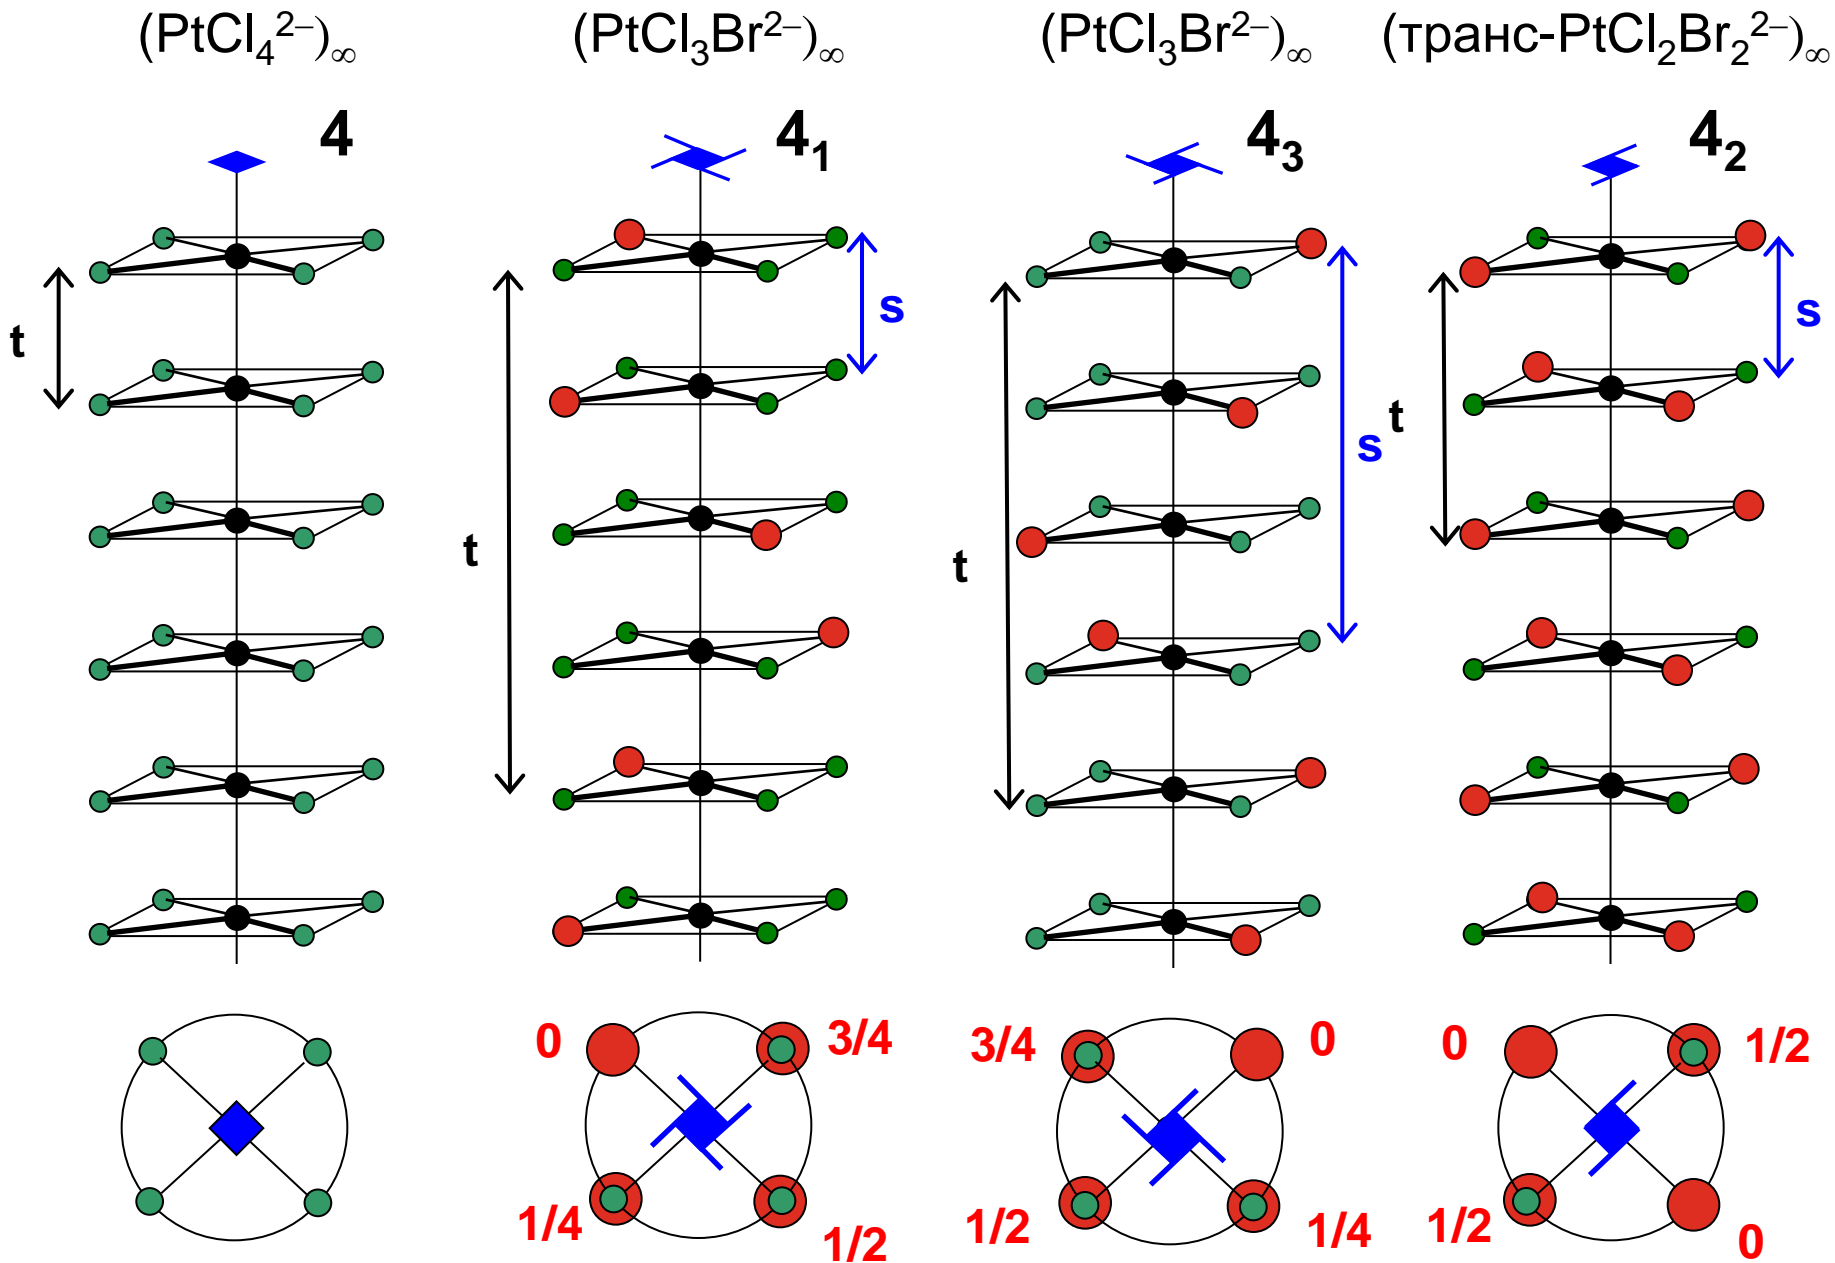 (PtCl₄²⁻)∞ (PtCl₃Br²⁻)∞ (PtCl₃Br²⁻)∞ (транс-PtCl₂Br₂²⁻)∞
4 4₁ 4₃ 4₂
t t s t s t s
0 3/4 3/4 0 0 1/2
1/4 1/2 1/2 1/4 1/2 0